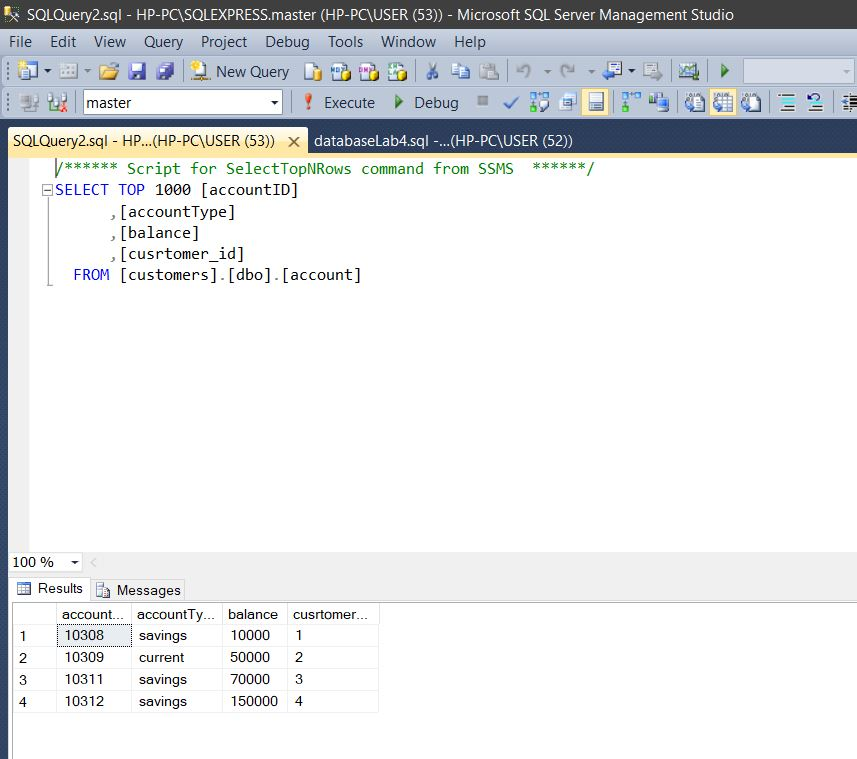 SQLQuery2.sql - HP-PC\SQLEXPRESS.master (HP-PC\USER (53)) - Microsoft SQL Server Management Studio
File Edit View Query Project Debug Tools Window Help
New Query
master Execute Debug
SQLQuery2.sql - HP...(HP-PC\USER (53)) databaseLab4.sql -...(HP-PC\USER (52))
/****** Script for SelectTopNRows command from SSMS ******/
SELECT TOP 1000 [accountID]
,[accountType]
,[balance]
,[cusrtomer_id]
FROM [customers].[dbo].[account]
100 %
Results Messages
account... accountTy... balance cusrtomer...
1 10308 savings 10000 1
2 10309 current 50000 2
3 10311 savings 70000 3
4 10312 savings 150000 4